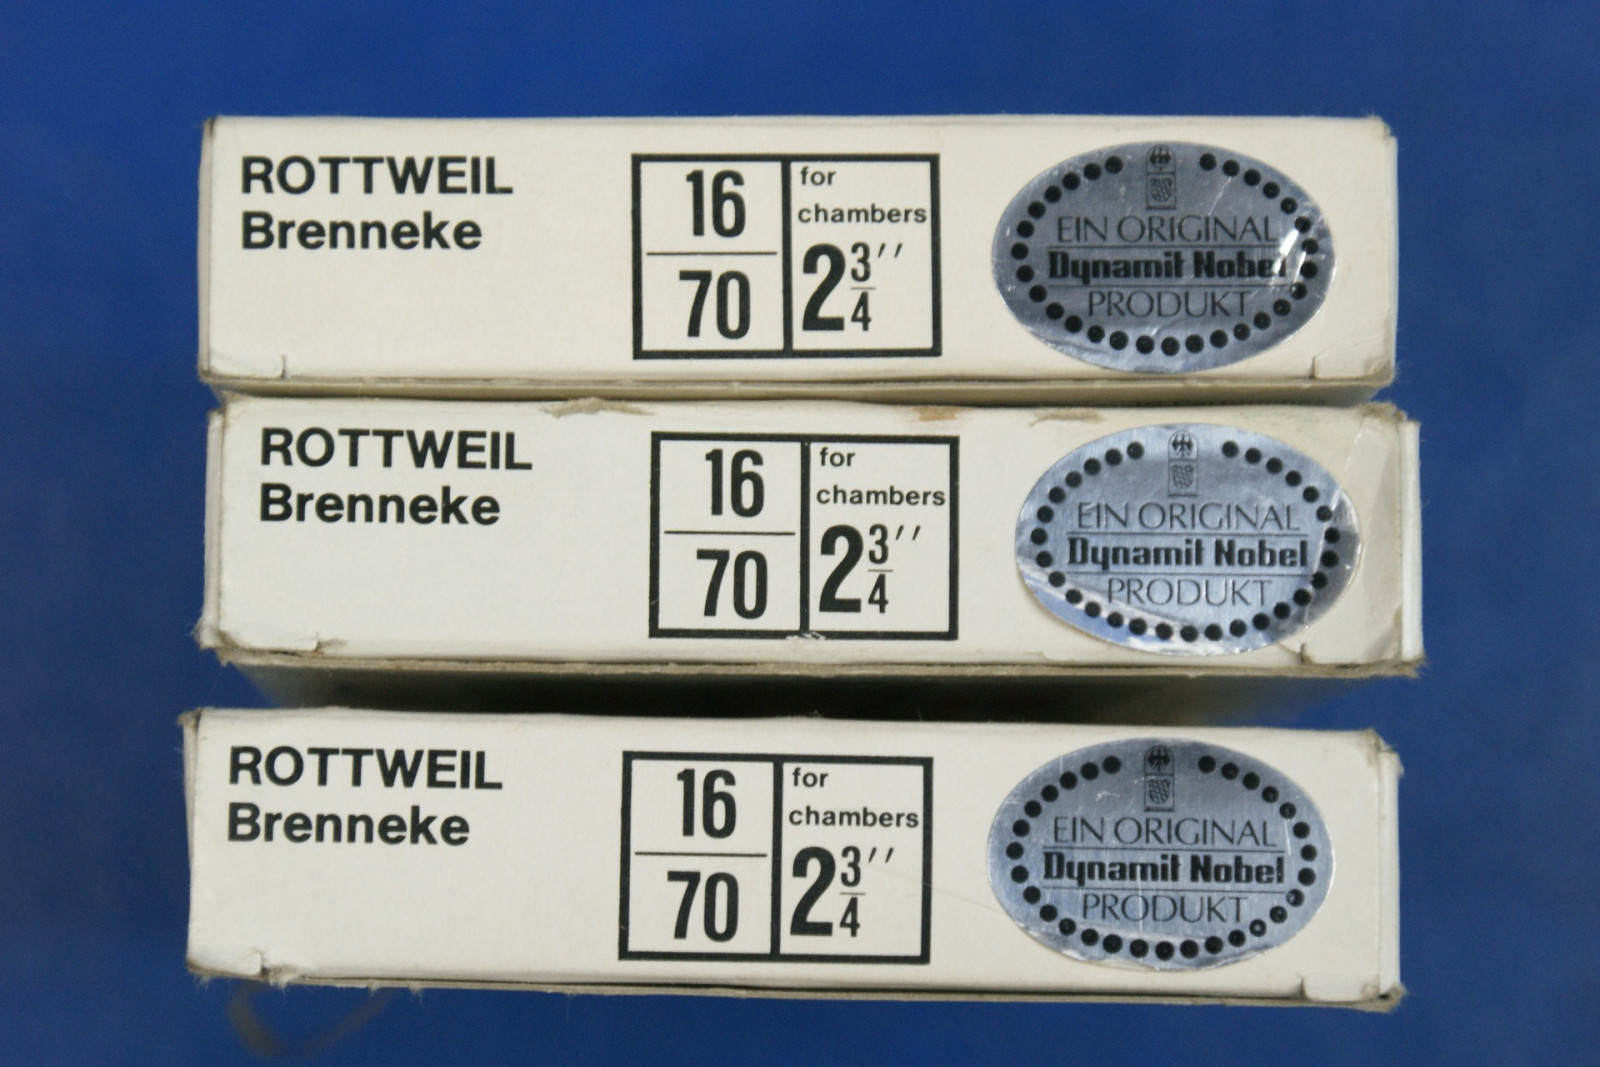 ROTTWEIL
Brenneke
16
70
for
chambers
2 3/4''
EIN ORIGINAL
Dynamit Nobel
PRODUKT
ROTTWEIL
Brenneke
16
70
for
chambers
2 3/4''
EIN ORIGINAL
Dynamit Nobel
PRODUKT
ROTTWEIL
Brenneke
16
70
for
chambers
2 3/4''
EIN ORIGINAL
Dynamit Nobel
PRODUKT